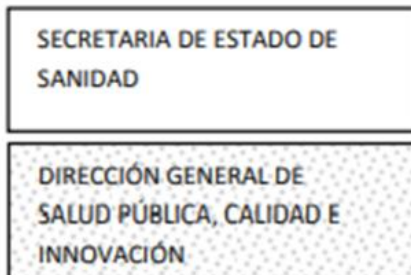 SECRETARIA DE ESTADO DE
SANIDAD
DIRECCIÓN GENERAL DE
SALUD PÚBLICA, CALIDAD E
INNOVACIÓN